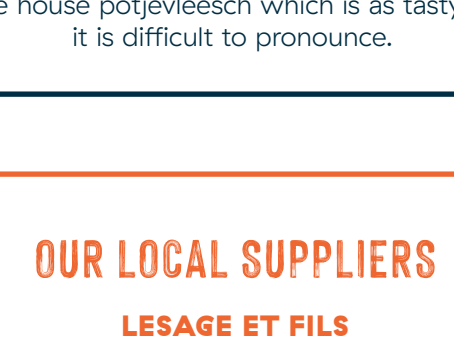 house potjevleesch which is as tasty
it is difficult to pronounce.
OUR LOCAL SUPPLIERS
LESAGE ET FILS